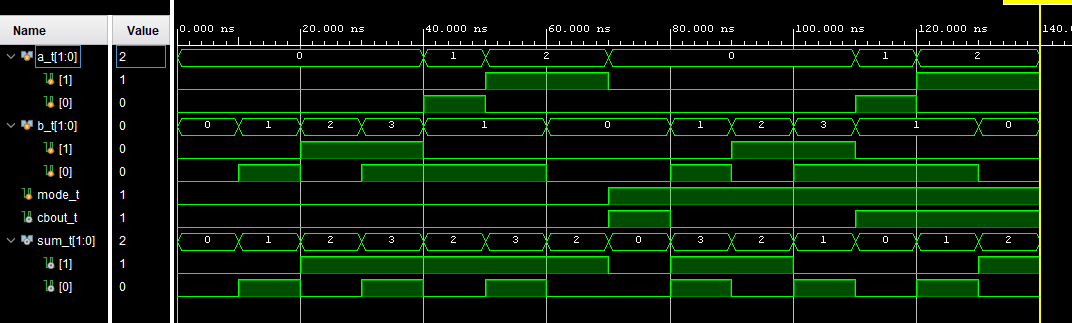 Name Value 0.000 ns 20.000 ns 40.000 ns 60.000 ns 80.000 ns 100.000 ns 120.000 ns 140.0
a_t[1:0] 2 0 1 2 0 1 2
[1] 1
[0] 0
b_t[1:0] 0 0 1 2 3 1 0 1 2 3 1 0
[1] 0
[0] 0
mode_t 1
cbout_t 1
sum_t[1:0] 2 0 1 2 3 2 3 2 0 3 2 1 0 1 2
[1] 1
[0] 0